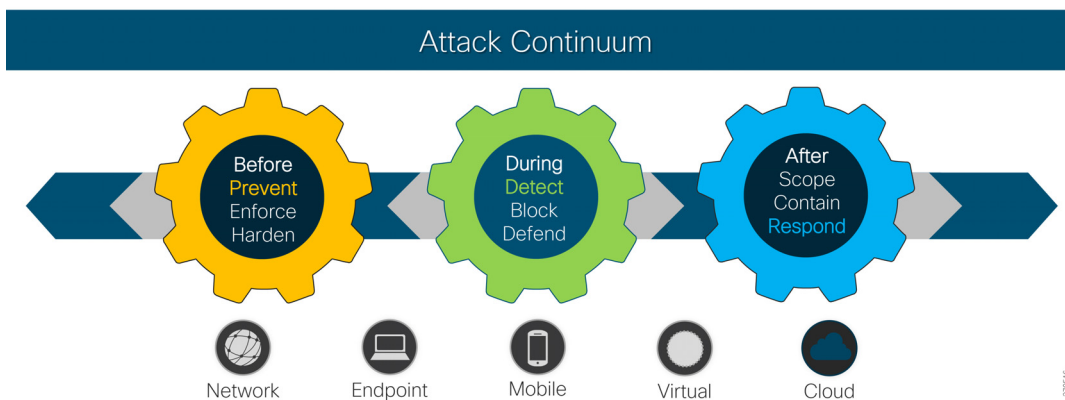 Attack Continuum
Before
Prevent
Enforce
Harden
During
Detect
Block
Defend
After
Scope
Contain
Respond
Network
Endpoint
Mobile
Virtual
Cloud